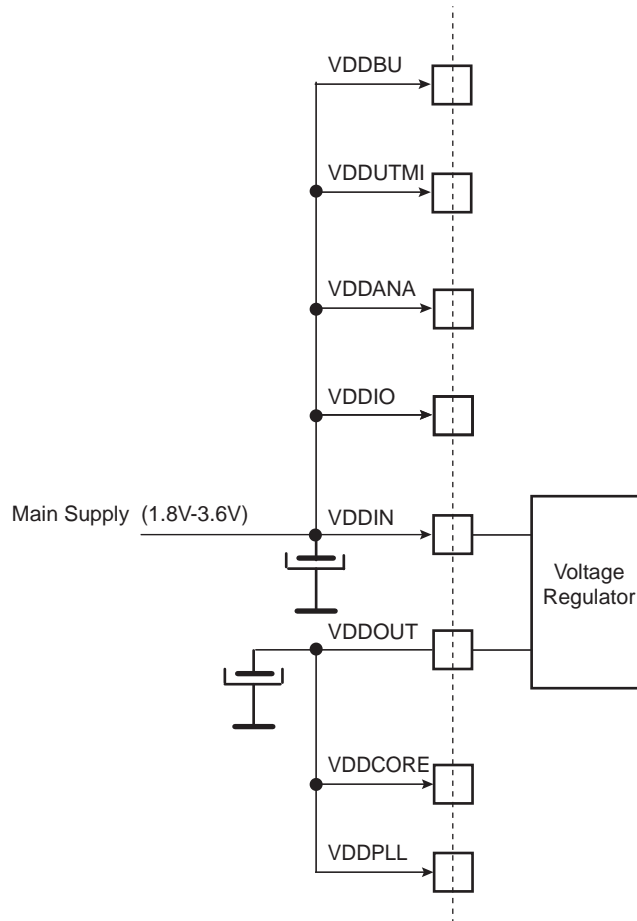 VDDBU
VDDUTMI
VDDANA
VDDIO
Main Supply (1.8V-3.6V)
VDDIN
Voltage
Regulator
VDDOUT
VDDCORE
VDDPLL